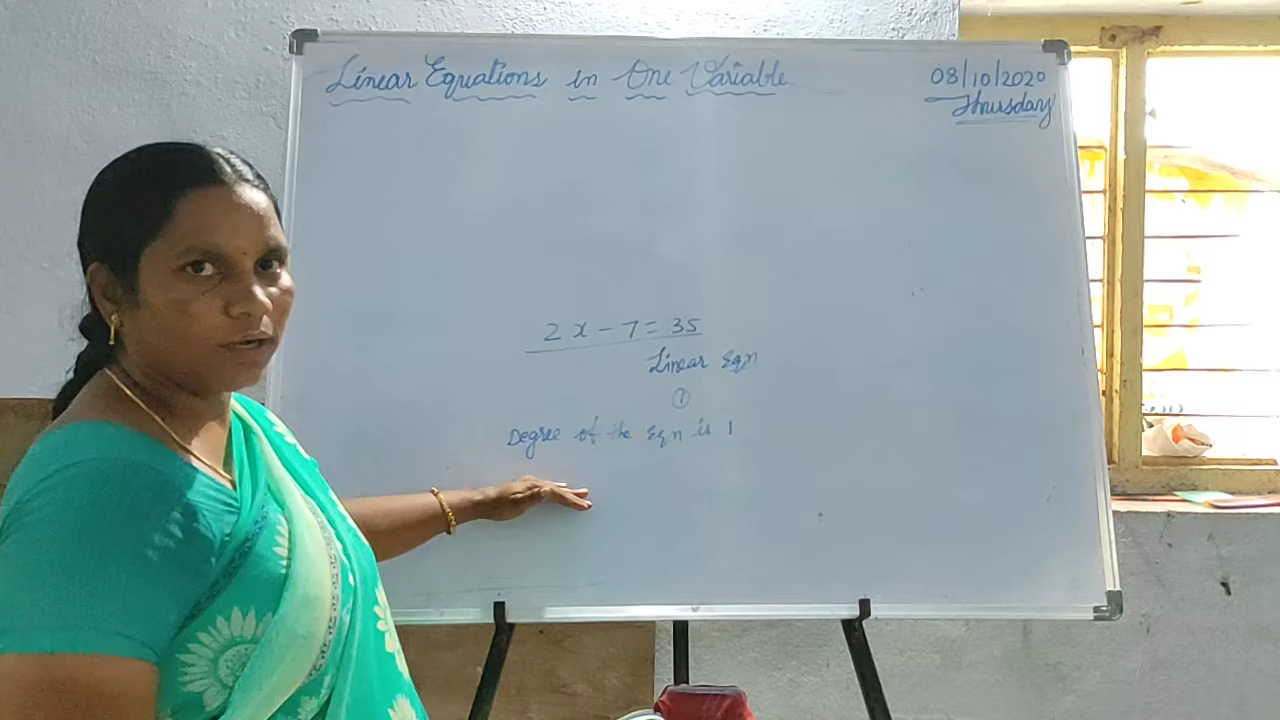 Linear Equations in One Variable
08/10/2020
Thursday
2x - 7 = 35
Linear Eqn
①
Degree of the Eqn is 1